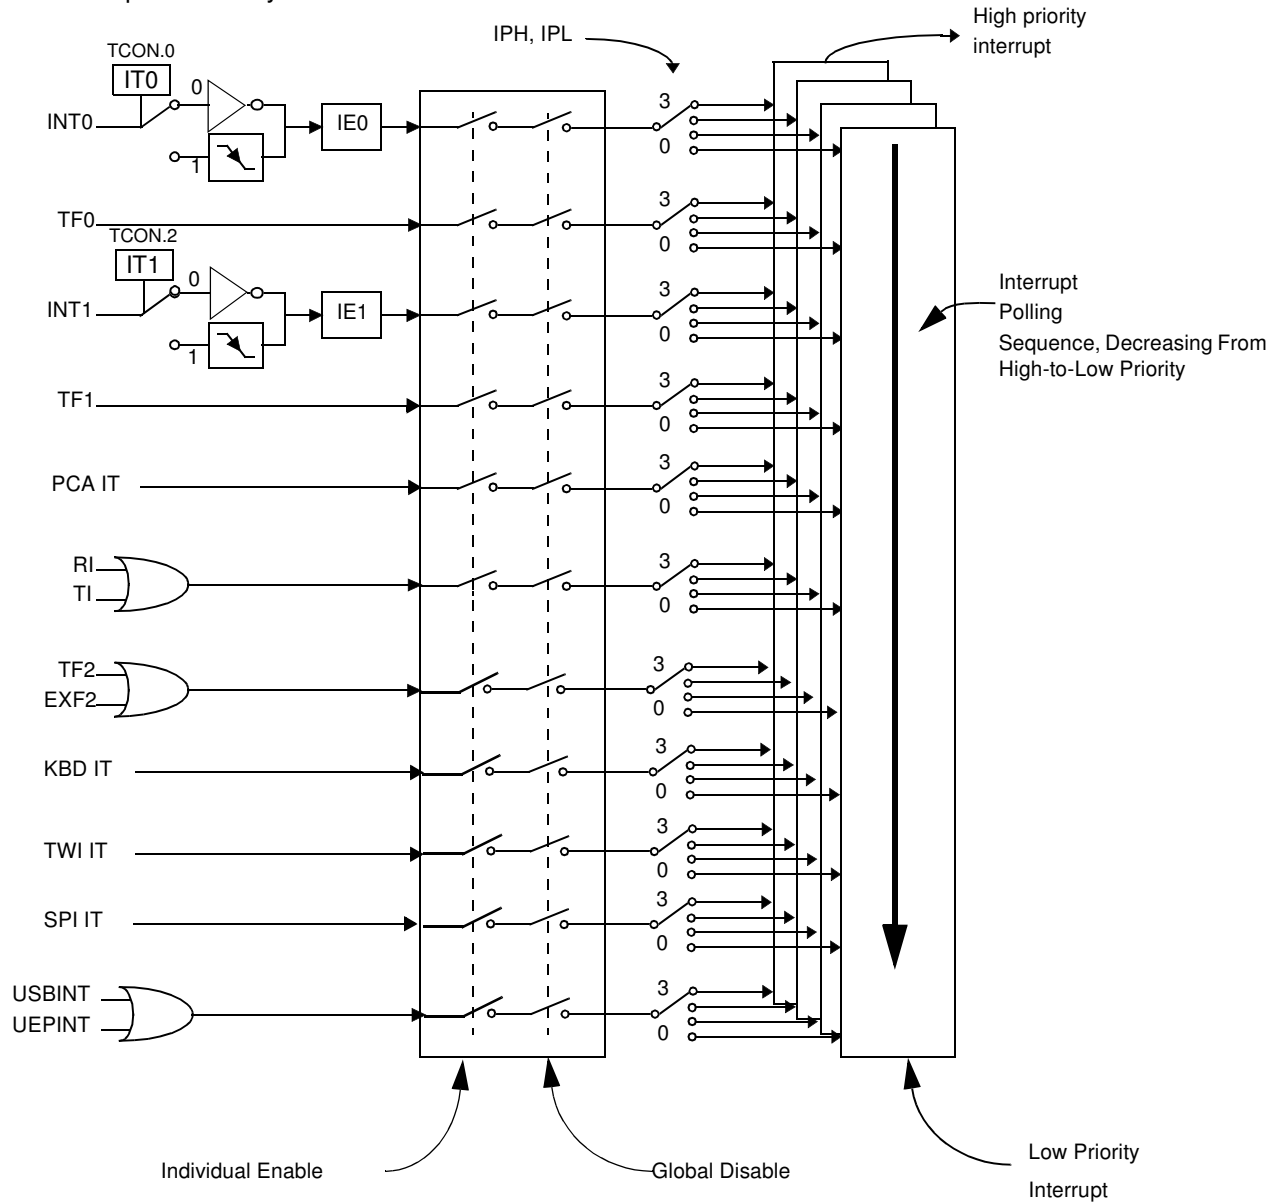 High priority
interrupt
IPH, IPL
TCON.0
IT0
0
INT0
1
IE0
3
0
TF0
3
0
TCON.2
IT1
0
INT1
1
IE1
3
0
Interrupt
Polling
Sequence, Decreasing From
High-to-Low Priority
TF1
3
0
PCA IT
3
0
RI
TI
3
0
TF2
EXF2
3
0
KBD IT
3
0
TWI IT
3
0
SPI IT
3
0
USBINT
UEPINT
3
0
Individual Enable
Global Disable
Low Priority
Interrupt